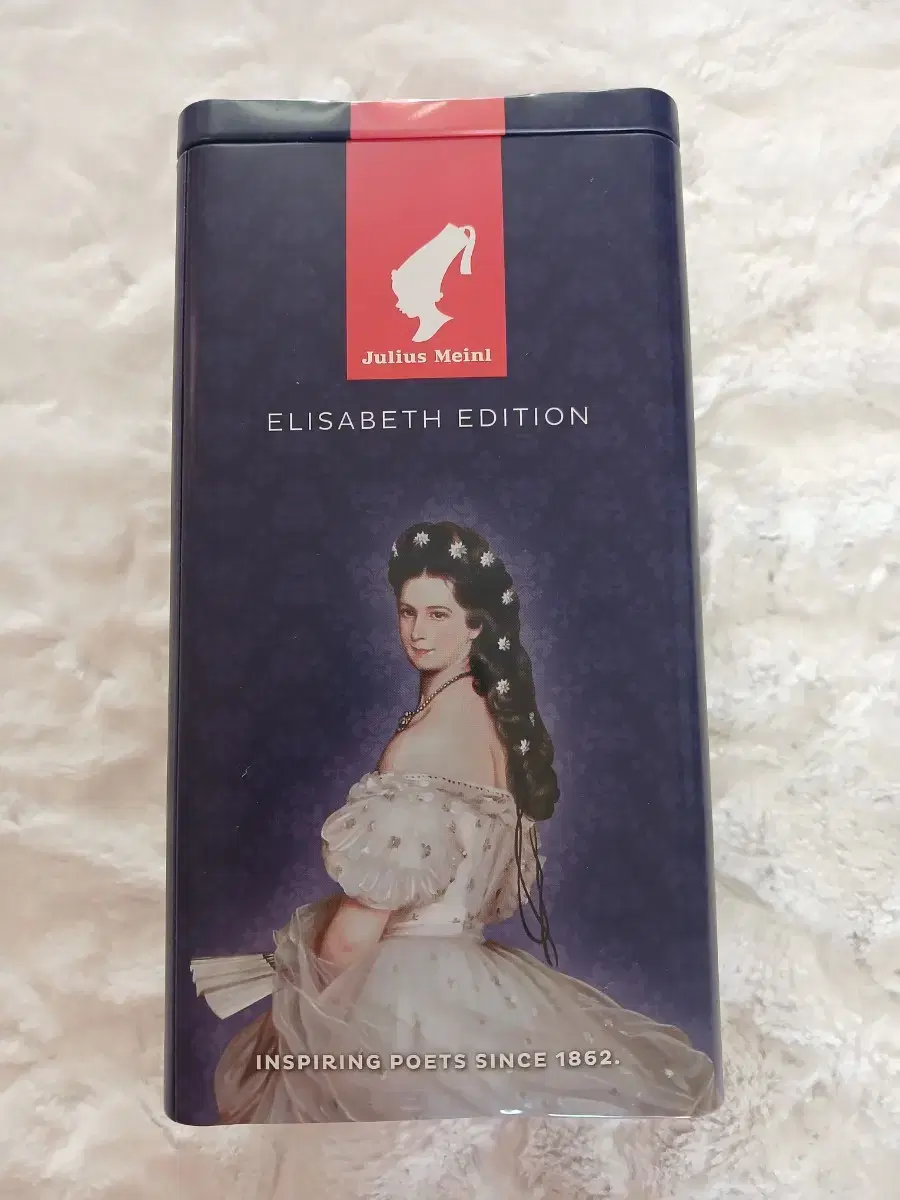 Julius Meinl
ELISABETH EDITION
INSPIRING POETS SINCE 1862.